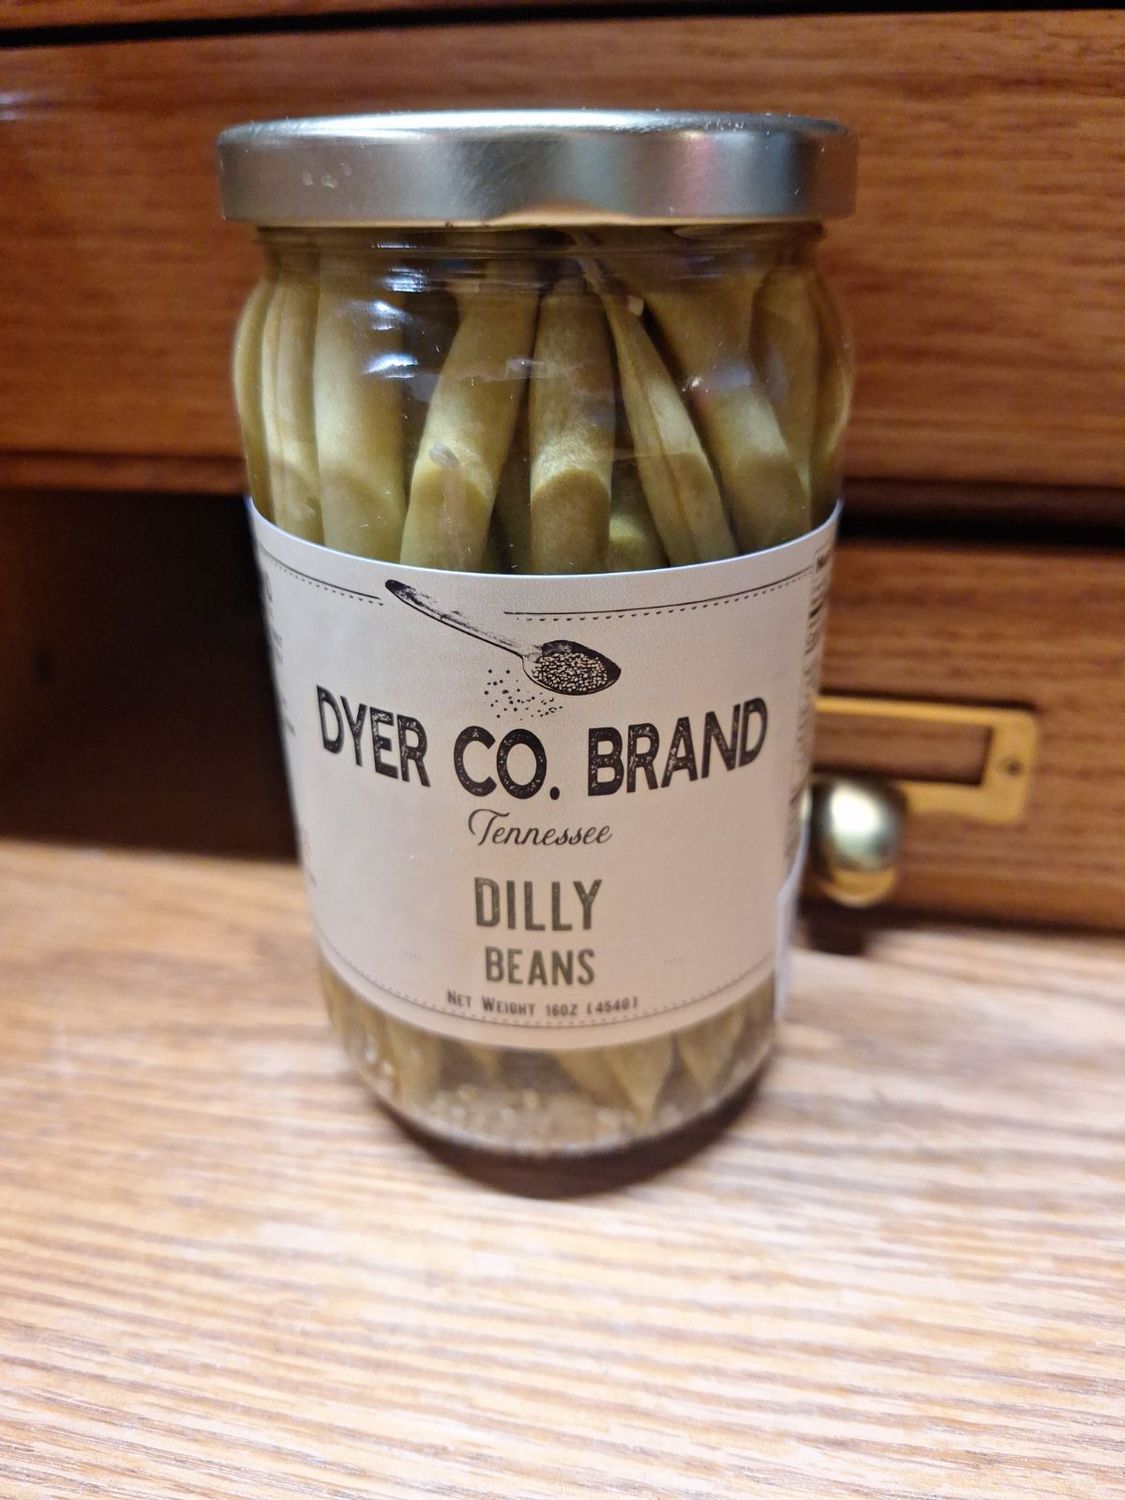 DYER CO. BRAND
Tennessee
DILLY
BEANS
NET WEIGHT 16OZ (454G)